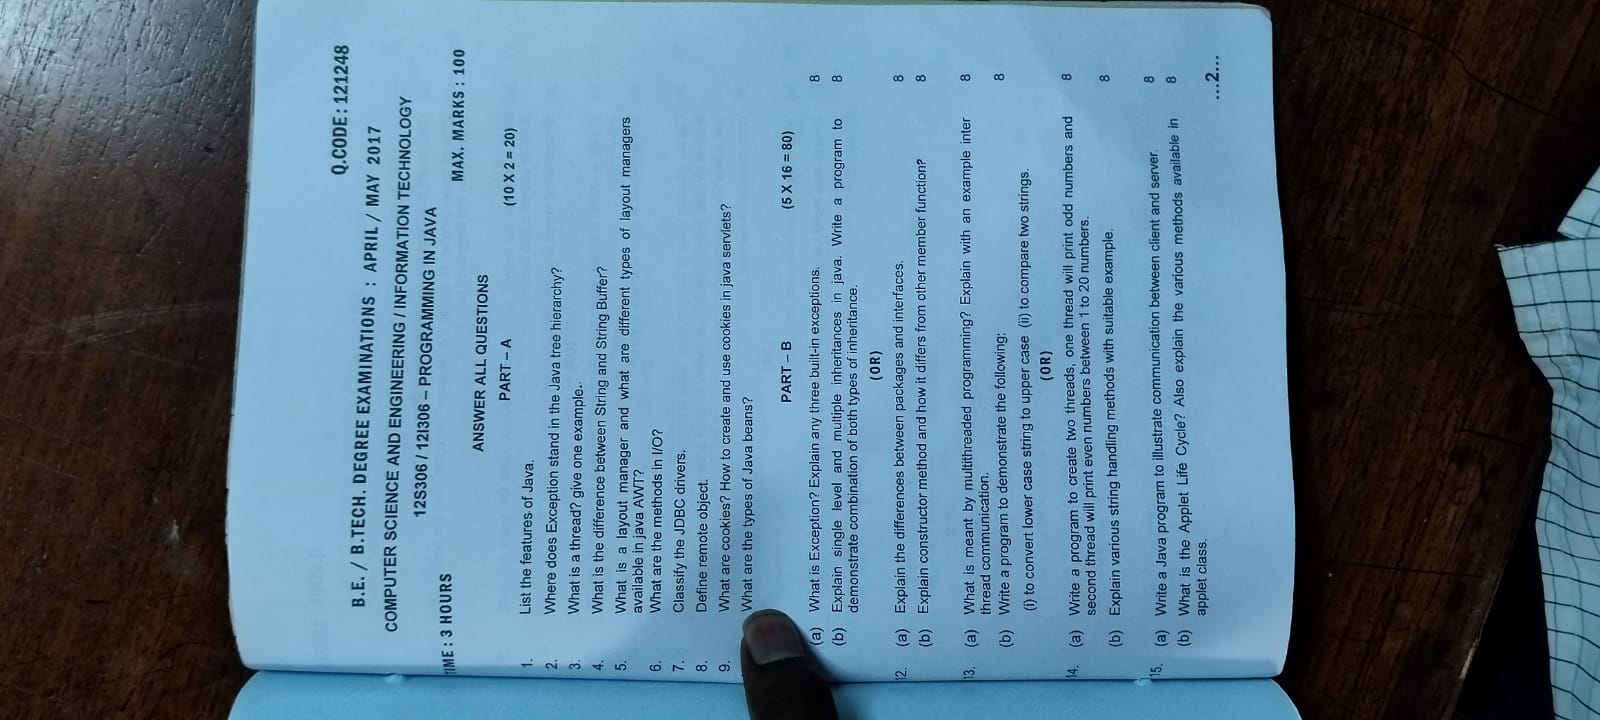 Q.CODE : 121248
B.E. / B.TECH. DEGREE EXAMINATIONS : APRIL / MAY 2017
COMPUTER SCIENCE AND ENGINEERING / INFORMATION TECHNOLOGY
12S306 / 12I306 – PROGRAMMING IN JAVA
TIME : 3 HOURS
MAX. MARKS : 100
ANSWER ALL QUESTIONS
PART – A (10 X 2 = 20)
1. List the features of Java.
2. Where does Exception stand in the Java tree hierarchy?
3. What is a thread? give one example..
4. What is the difference between String and String Buffer?
5. What is a layout manager and what are different types of layout managers
available in java AWT?
6. What are the methods in I/O?
7. Classify the JDBC drivers.
8. Define remote object.
9. What are cookies? How to create and use cookies in java servlets?
What are the types of Java beans?
PART – B (5 X 16 = 80)
(a) What is Exception? Explain any three built-in exceptions. 8
(b) Explain single level and multiple inheritances in java. Write a program to 8
demonstrate combination of both types of inheritance.
(OR)
12. (a) Explain the differences between packages and interfaces. 8
(b) Explain constructor method and how it differs from other member function? 8
13. (a) What is meant by multithreaded programming? Explain with an example inter 8
thread communication.
(b) Write a program to demonstrate the following; 8
(i) to convert lower case string to upper case (ii) to compare two strings.
(OR)
14. (a) Write a program to create two threads, one thread will print odd numbers and 8
second thread will print even numbers between 1 to 20 numbers.
(b) Explain various string handling methods with suitable example. 8
15. (a) Write a Java program to illustrate communication between client and server. 8
(b) What is the Applet Life Cycle? Also explain the various methods available in 8
applet class.
...2...